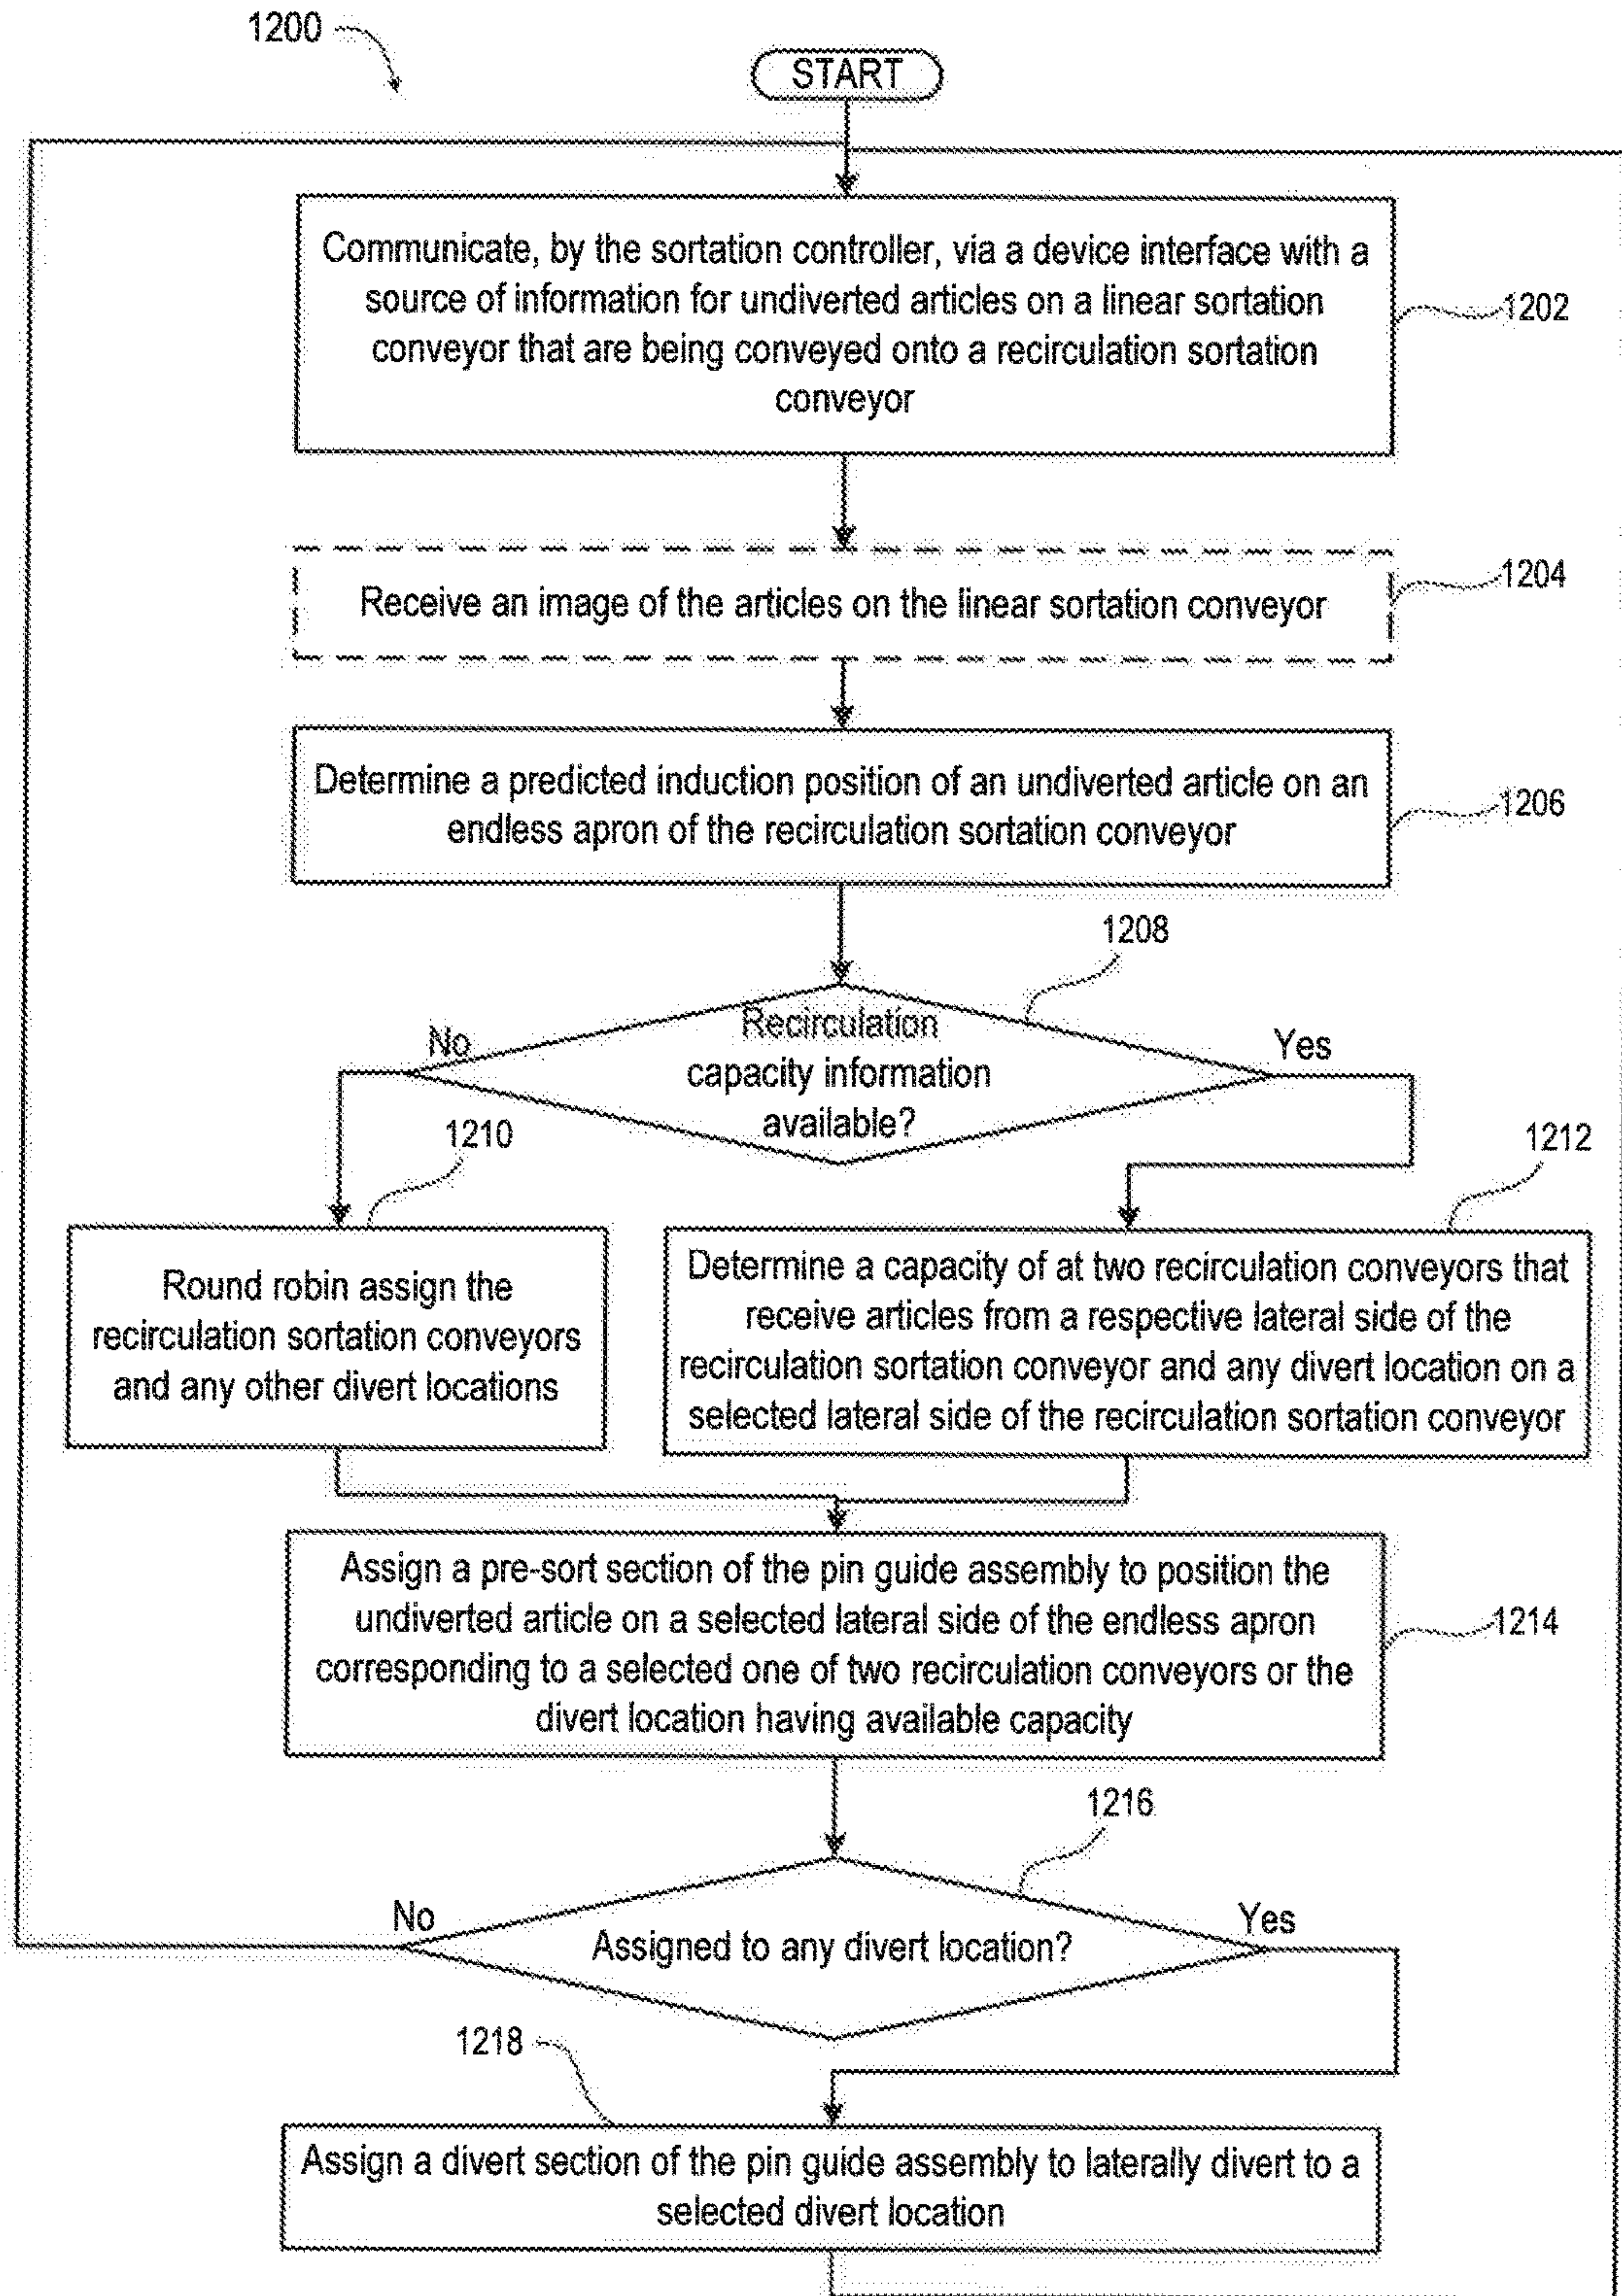 1200
START
Communicate, by the sortation controller, via a device interface with a
source of information for undiverted articles on a linear sortation
conveyor that are being conveyed onto a recirculation sortation
conveyor
1202
Receive an image of the articles on the linear sortation conveyor
1204
Determine a predicted induction position of an undiverted article on an
endless apron of the recirculation sortation conveyor
1206
1208
Recirculation
capacity information
available?
No
Yes
1210
1212
Round robin assign the
recirculation sortation conveyors
and any other divert locations
Determine a capacity of at two recirculation conveyors that
receive articles from a respective lateral side of the
recirculation sortation conveyor and any divert location on a
selected lateral side of the recirculation sortation conveyor
Assign a pre-sort section of the pin guide assembly to position the
undiverted article on a selected lateral side of the endless apron
corresponding to a selected one of two recirculation conveyors or the
divert location having available capacity
1214
1216
No
Yes
Assigned to any divert location?
1218
Assign a divert section of the pin guide assembly to laterally divert to a
selected divert location